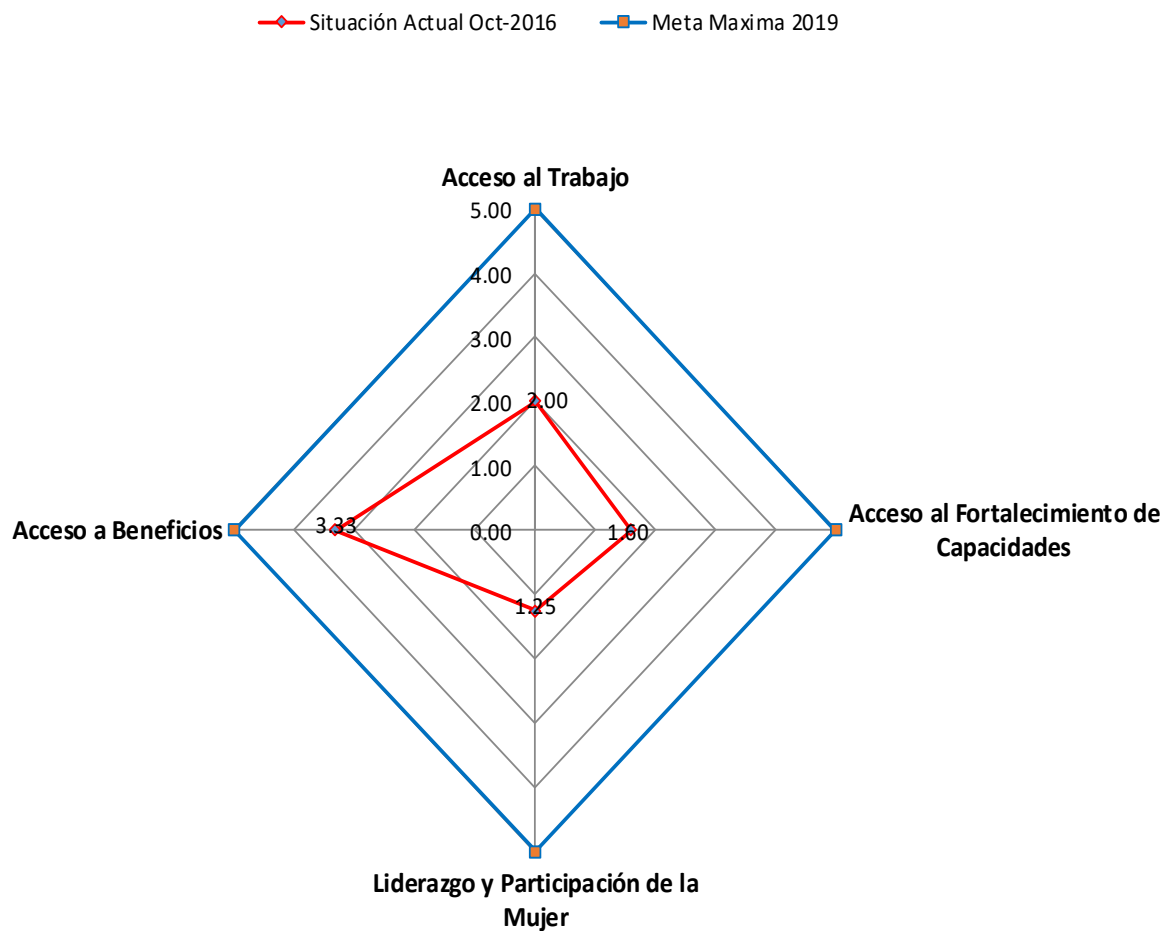 Situación Actual Oct-2016
Meta Maxima 2019
Acceso al Trabajo
5.00
4.00
3.00
2.00
2.00
1.00
Acceso a Beneficios
3.33
0.00
1.60
Acceso al Fortalecimiento de
Capacidades
1.25
Liderazgo y Participación de la
Mujer